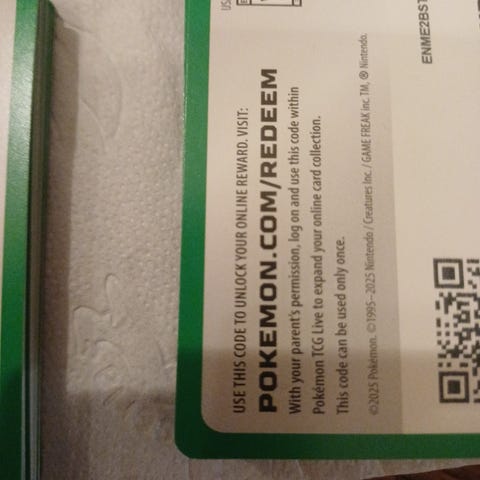 USE THIS CODE TO UNLOCK YOUR ONLINE REWARD. VISIT:
POKEMON.COM/REDEEM
With your parent's permission, log on and use this code within
Pokémon TCG Live to expand your online card collection.
This code can be used only once.
©2025 Pokémon. ©1995–2025 Nintendo / Creatures Inc. / GAME FREAK inc. TM, ® Nintendo.